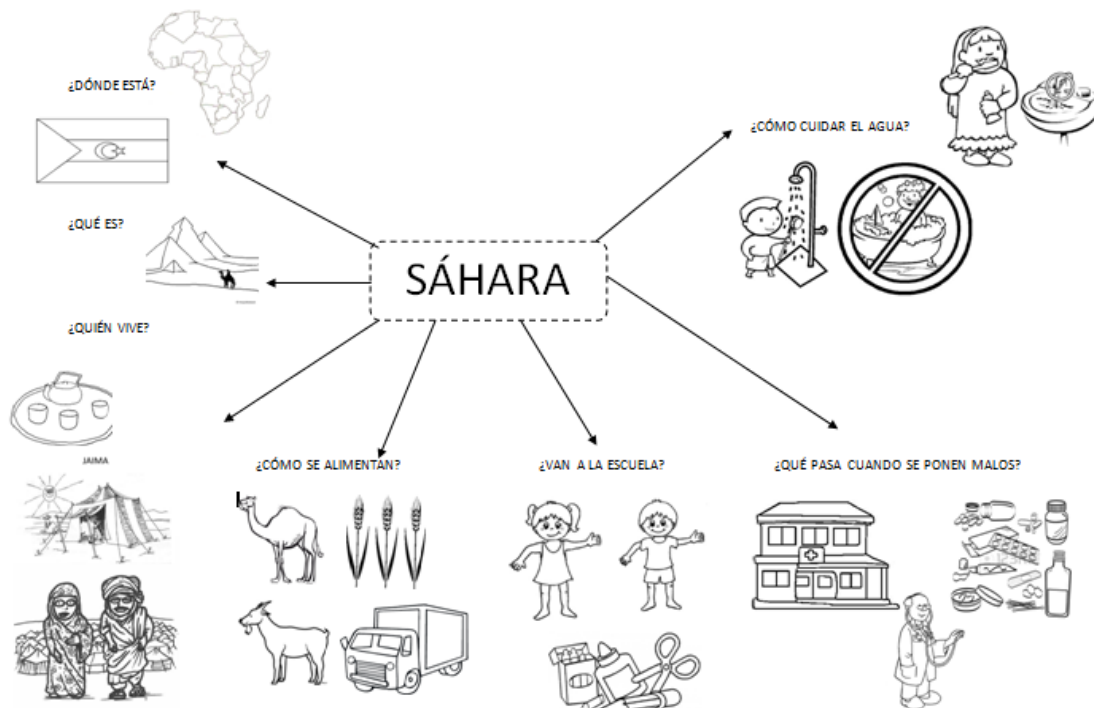 ¿DÓNDE ESTÁ?
¿CÓMO CUIDAR EL AGUA?
¿QUÉ ES?
SÁHARA
¿QUIÉN VIVE?
JAIMA
¿CÓMO SE ALIMENTAN?
¿VAN A LA ESCUELA?
¿QUÉ PASA CUANDO SE PONEN MALOS?